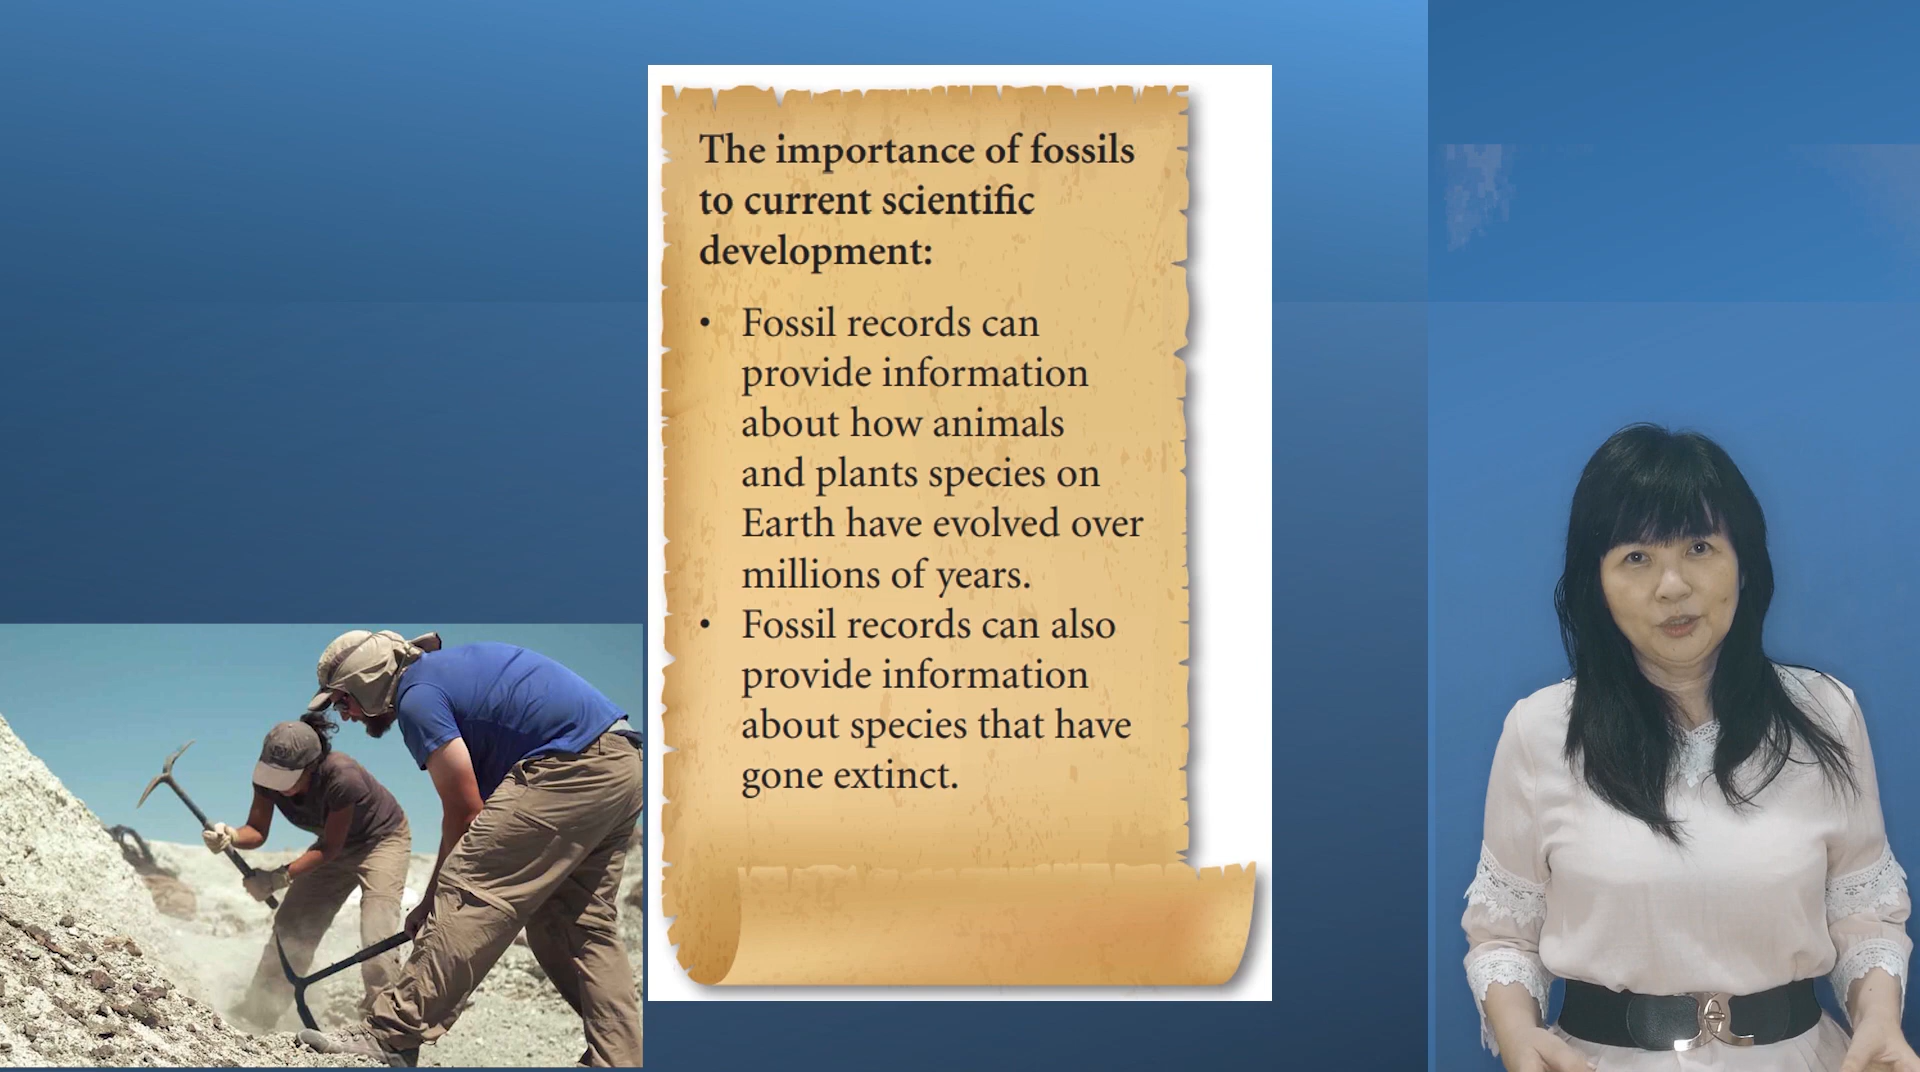 The importance of fossils
to current scientific
development:
• Fossil records can
provide information
about how animals
and plants species on
Earth have evolved over
millions of years.
• Fossil records can also
provide information
about species that have
gone extinct.